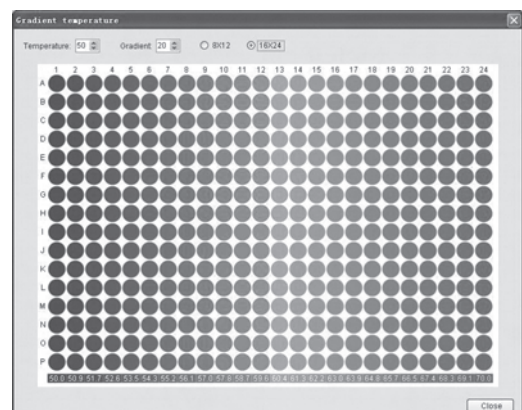 Gradient temperature
Temperature: 50 Gradient: 20 8X12 16X24
1 2 3 4 5 6 7 8 9 10 11 12 13 14 15 16 17 18 19 20 21 22 23 24
A
B
C
D
E
F
G
H
I
J
K
L
M
N
O
P
50.0 50.9 51.7 52.6 53.5 54.3 55.2 56.1 57.0 57.8 58.7 59.6 60.4 61.3 62.2 63.0 63.9 64.8 65.7 66.5 67.4 68.3 69.1 70.0
Close